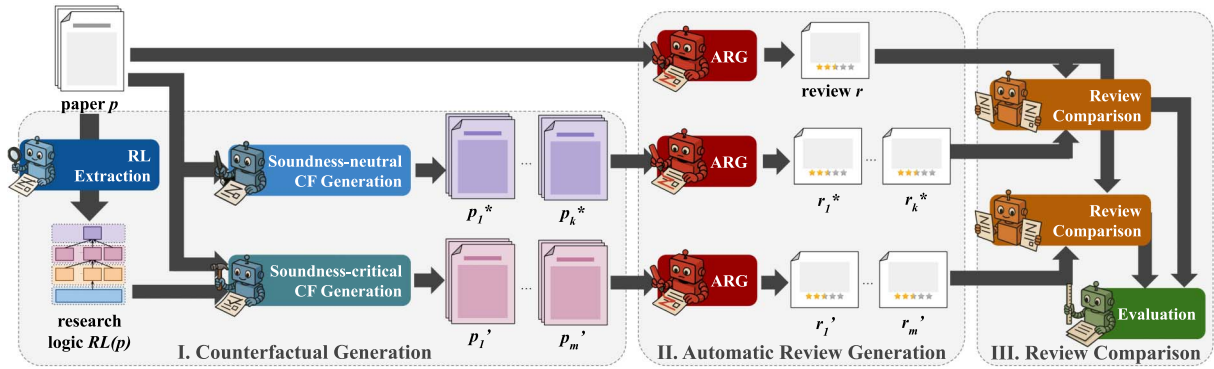 paper p
RL
Extraction
research
logic RL(p)
Soundness-neutral
CF Generation
p1*
...
pk*
Soundness-critical
CF Generation
p1’
...
pm’
I. Counterfactual Generation
ARG
review r
ARG
r1*
...
rk*
ARG
r1’
...
rm’
II. Automatic Review Generation
Review
Comparison
Review
Comparison
Evaluation
III. Review Comparison